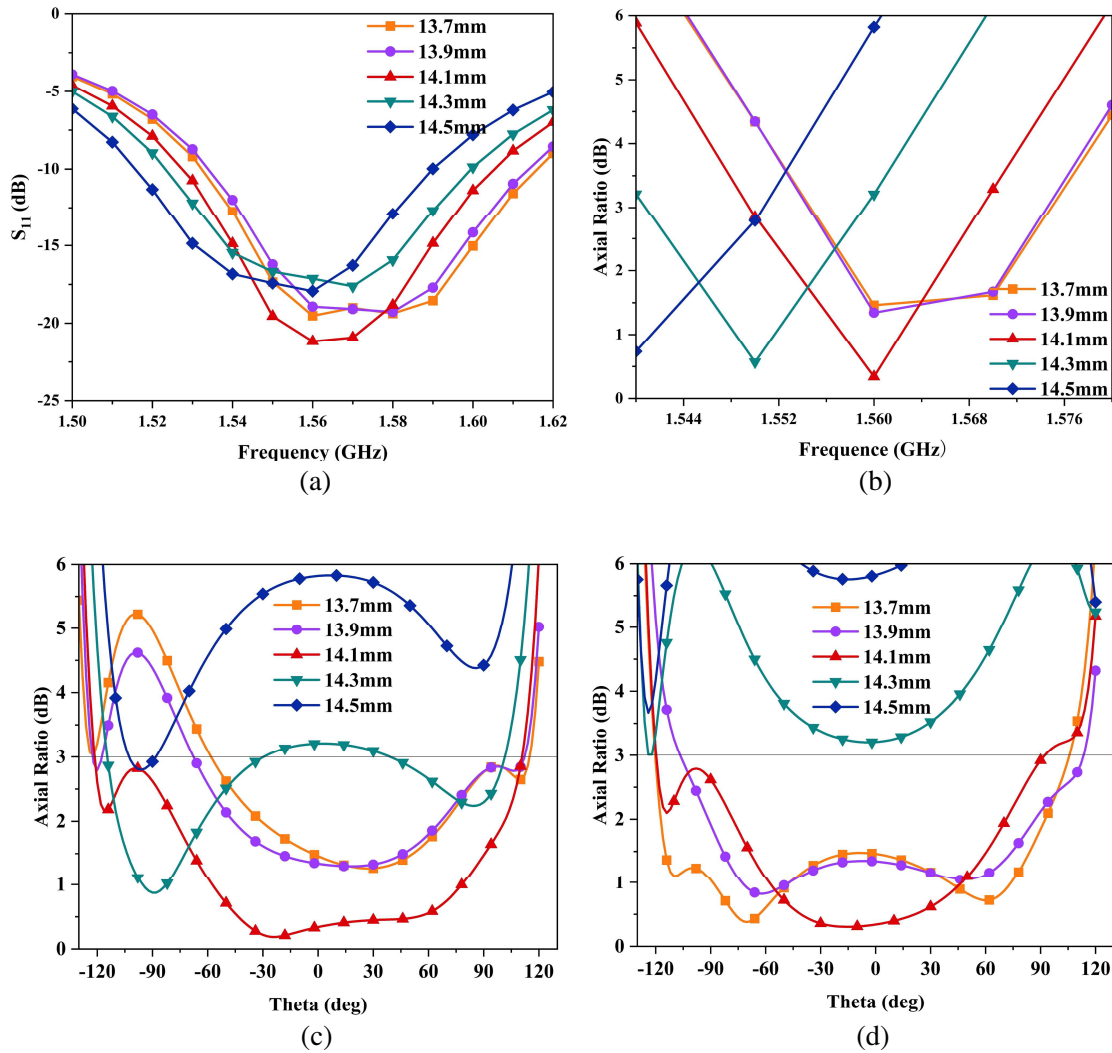 0
-5
-10
-15
-20
-25
S11 (dB)
13.7mm
13.9mm
14.1mm
14.3mm
14.5mm
1.50 1.52 1.54 1.56 1.58 1.60 1.62
Frequency (GHz)
(a)
6
5
4
3
2
1
0
Axial Ratio (dB)
13.7mm
13.9mm
14.1mm
14.3mm
14.5mm
1.544 1.552 1.560 1.568 1.576
Frequence (GHz）
(b)
6
5
4
3
2
1
0
Axial Ratio (dB)
13.7mm
13.9mm
14.1mm
14.3mm
14.5mm
-120 -90 -60 -30 0 30 60 90 120
Theta (deg)
(c)
6
5
4
3
2
1
0
Axial Ratio (dB)
13.7mm
13.9mm
14.1mm
14.3mm
14.5mm
-120 -90 -60 -30 0 30 60 90 120
Theta (deg)
(d)